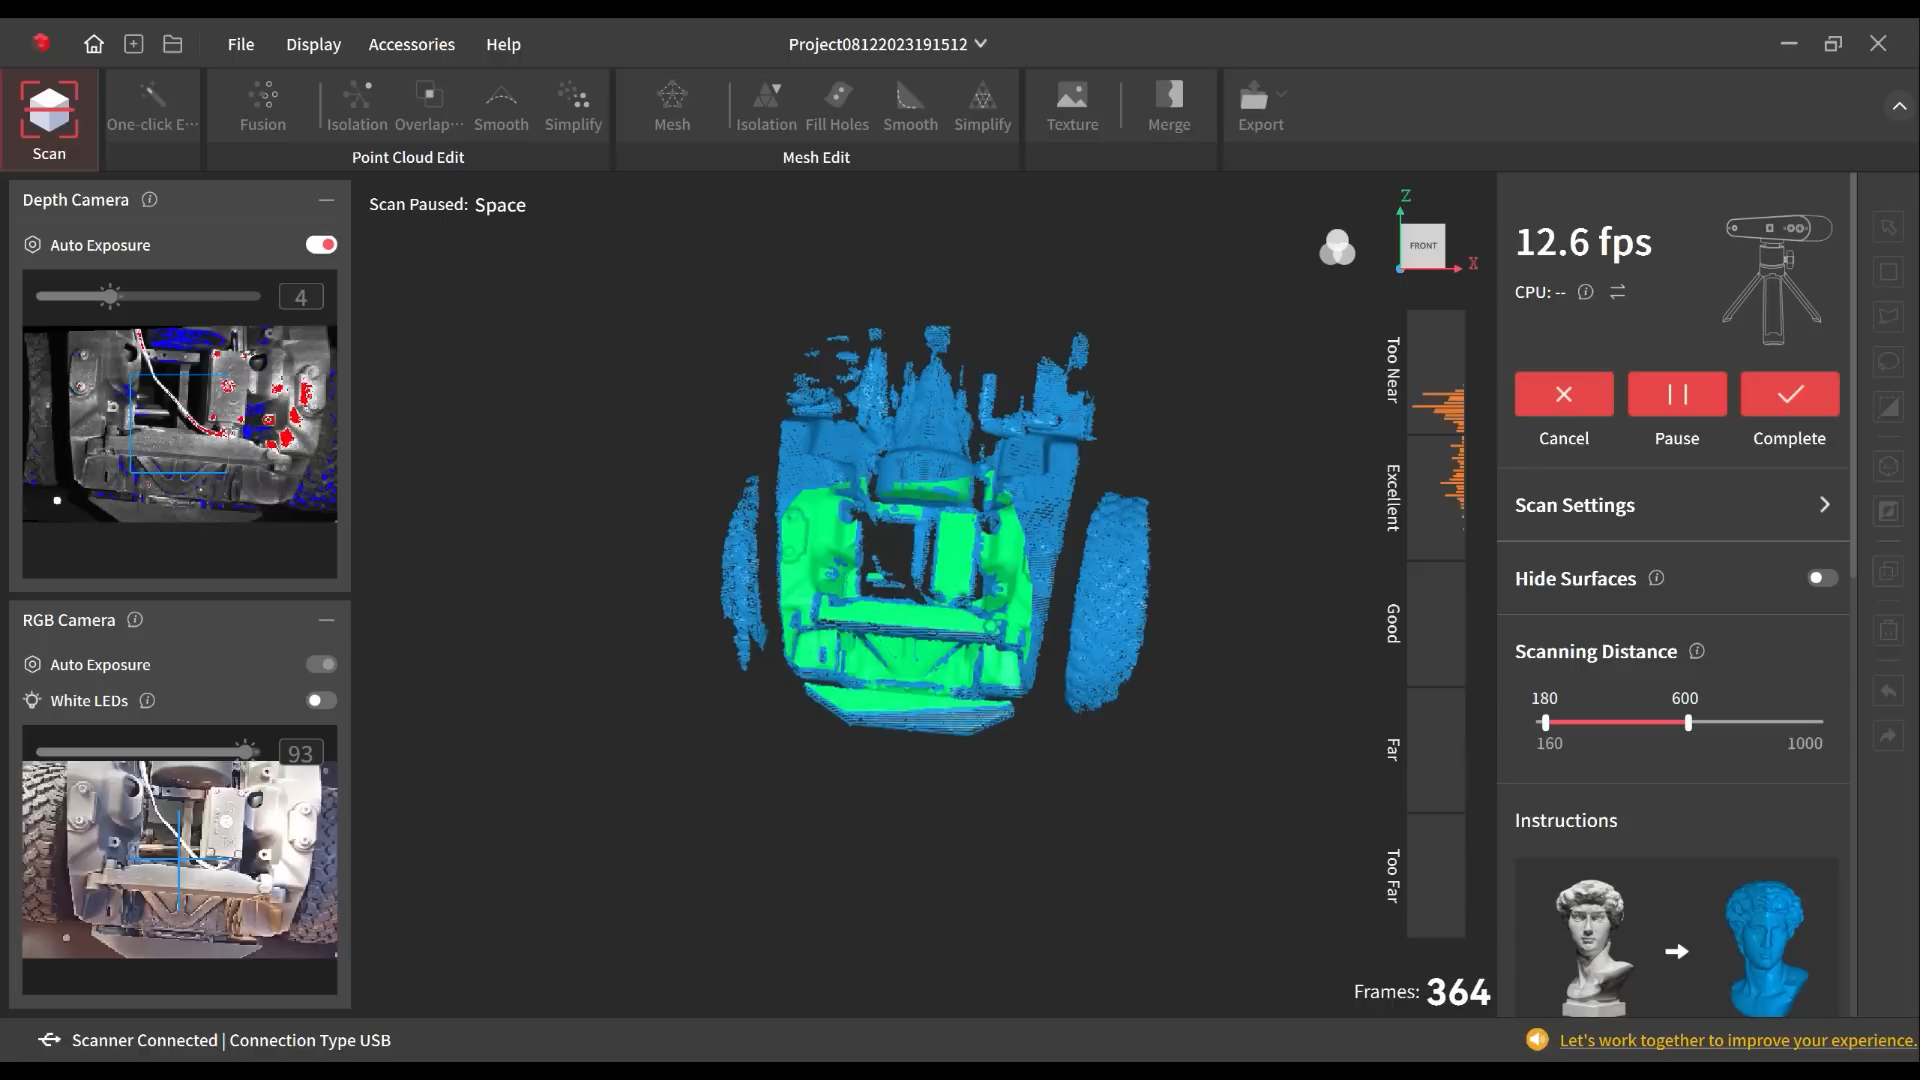 File Display Accessories Help Project08122023191512
Scan
One-click E···
Fusion Isolation Overlap··· Smooth Simplify
Point Cloud Edit
Mesh Isolation Fill Holes Smooth Simplify
Mesh Edit
Texture Merge
Export
Depth Camera
Auto Exposure
4
RGB Camera
Auto Exposure
White LEDs
93
Scan Paused: Space
Z
FRONT
X
Too Near
Excellent
Good
Far
Too Far
Frames: 364
12.6 fps
CPU: --
Cancel Pause Complete
Scan Settings
Hide Surfaces
Scanning Distance
180 600
160 1000
Instructions
Scanner Connected | Connection Type USB
Let's work together to improve your experience.